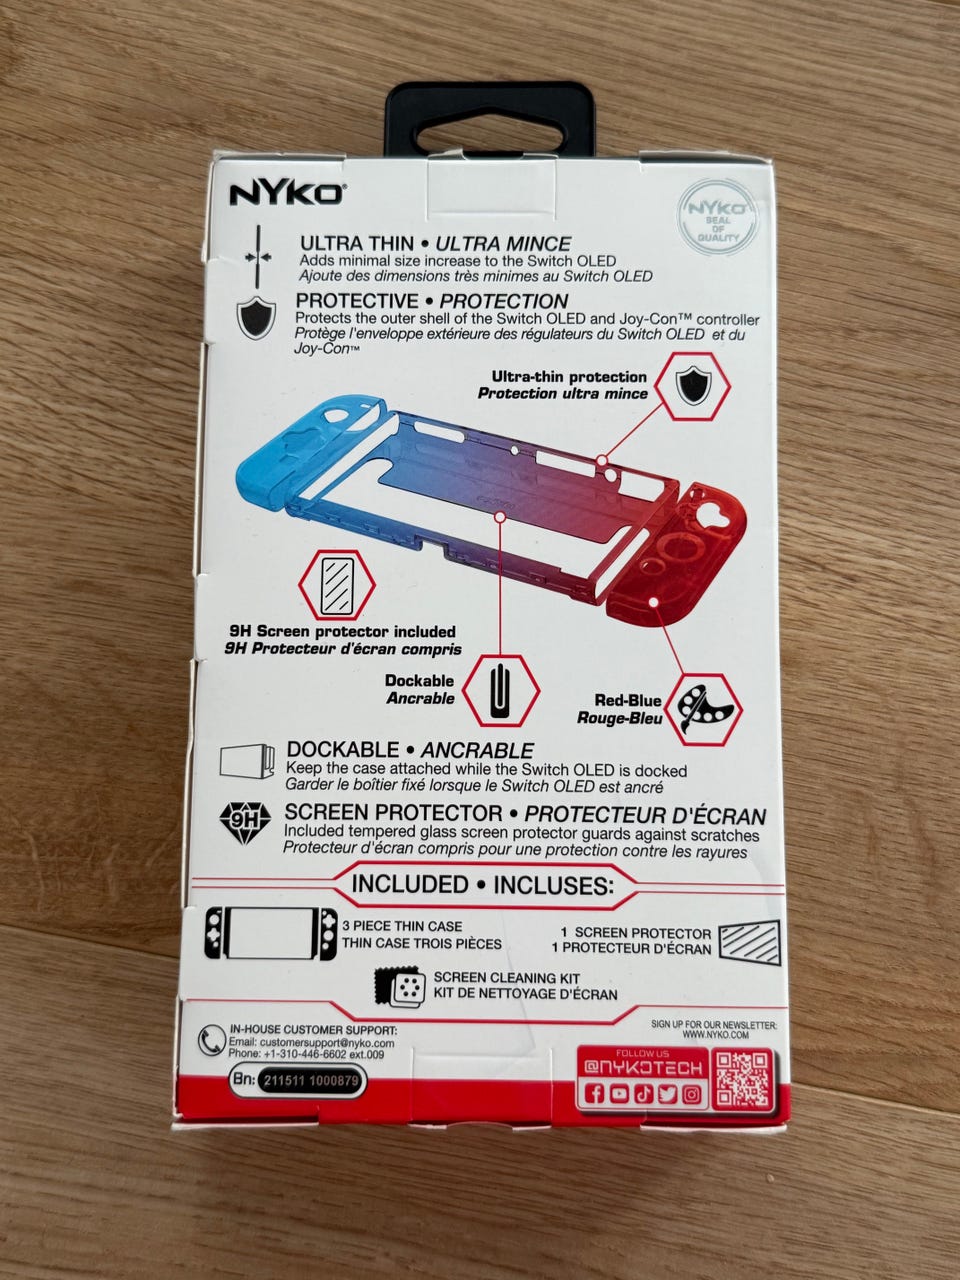 NYKO®
NYKO
SEAL
OF
QUALITY
ULTRA THIN • ULTRA MINCE
Adds minimal size increase to the Switch OLED
Ajoute des dimensions très minimes au Switch OLED
PROTECTIVE • PROTECTION
Protects the outer shell of the Switch OLED and Joy-Con™ controller
Protège l'enveloppe extérieure des régulateurs du Switch OLED et du
Joy-Con™
Ultra-thin protection
Protection ultra mince
9H Screen protector included
9H Protecteur d'écran compris
Dockable
Ancrable
Red-Blue
Rouge-Bleu
DOCKABLE • ANCRABLE
Keep the case attached while the Switch OLED is docked
Garder le boîtier fixé lorsque le Switch OLED est ancré
9H
SCREEN PROTECTOR • PROTECTEUR D'ÉCRAN
Included tempered glass screen protector guards against scratches
Protecteur d'écran compris pour une protection contre les rayures
INCLUDED • INCLUSES:
3 PIECE THIN CASE
THIN CASE TROIS PIÈCES
1 SCREEN PROTECTOR
1 PROTECTEUR D'ÉCRAN
SCREEN CLEANING KIT
KIT DE NETTOYAGE D'ÉCRAN
IN-HOUSE CUSTOMER SUPPORT:
Email: customersupport@nyko.com
Phone: +1-310-446-6602 ext.009
Bn: 211511 1000879
SIGN UP FOR OUR NEWSLETTER:
WWW.NYKO.COM
FOLLOW US
@NYKOTECH